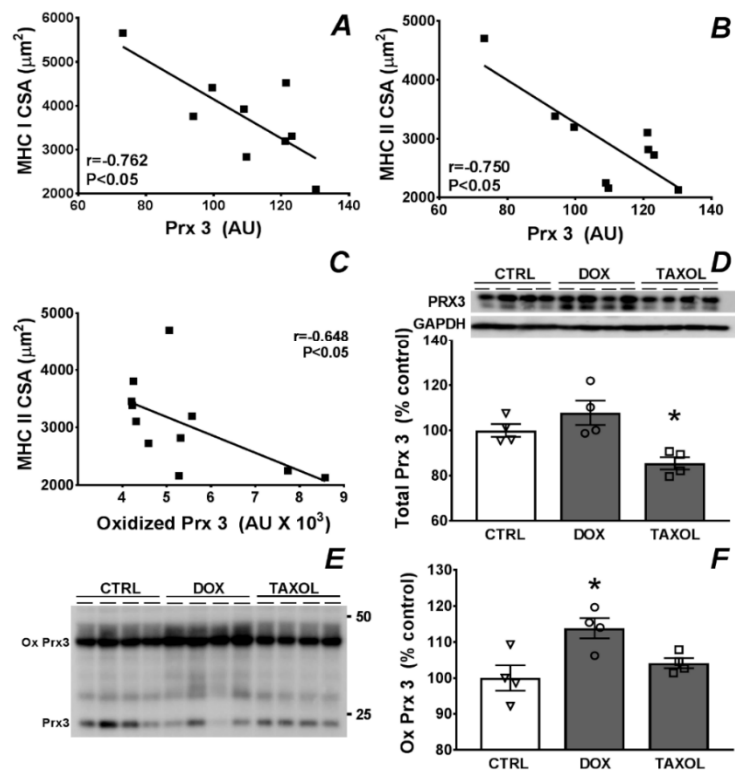 A
MHC I CSA (μm²)
6000
5000
4000
3000
2000
r=-0.762
P<0.05
60 80 100 120 140
Prx 3 (AU)
B
MHC II CSA (μm²)
5000
4000
3000
2000
r=-0.750
P<0.05
60 80 100 120 140
Prx 3 (AU)
C
MHC II CSA (μm²)
5000
4000
3000
2000
r=-0.648
P<0.05
4 5 6 7 8 9
Oxidized Prx 3 (AU X 10³)
D
CTRL DOX TAXOL
PRX3
GAPDH
Total Prx 3 (% control)
140
120
100
80
60
*
CTRL DOX TAXOL
E
CTRL DOX TAXOL
50
Ox Prx3
25
Prx3
F
Ox Prx 3 (% control)
130
120
110
100
90
80
*
CTRL DOX TAXOL